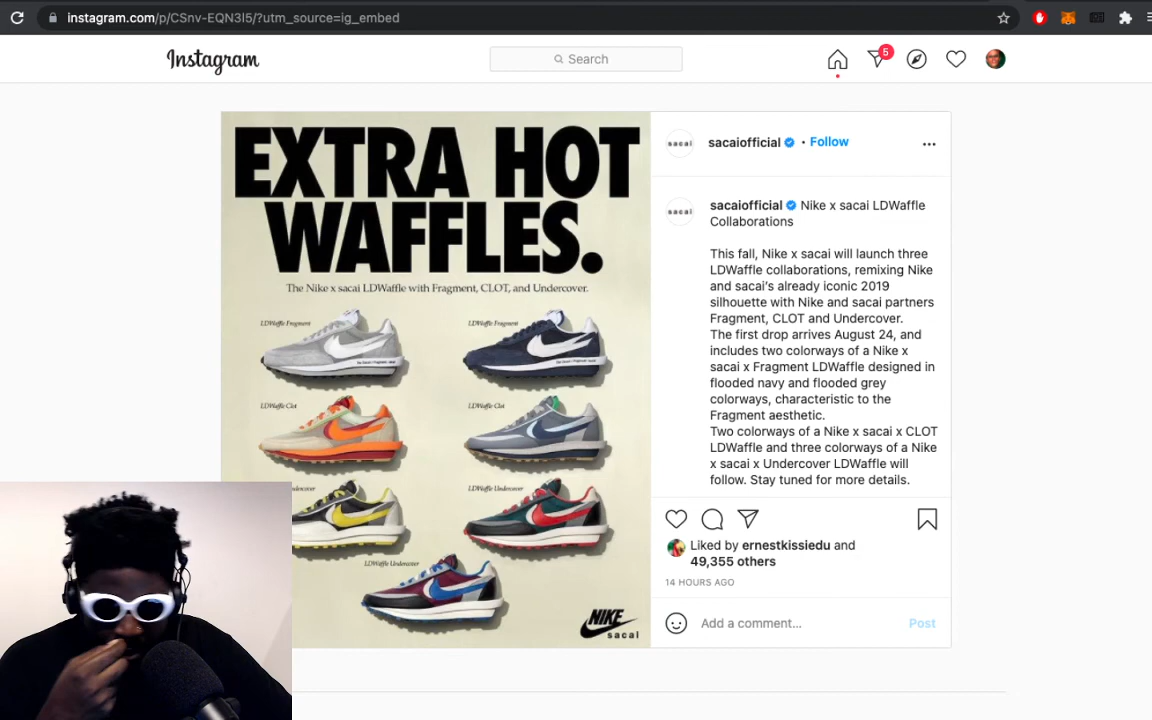 instagram.com/p/CSnv-EQN3I5/?utm_source=ig_embed
Instagram
Search
5
EXTRA HOT
WAFFLES.
The Nike x sacai LDWaffle with Fragment, CLOT, and Undercover.
LDWaffle Fragment
LDWaffle Fragment
LDWaffle Clot
LDWaffle Clot
Undercover
LDWaffle Undercover
LDWaffle Undercover
NIKE
sacai
sacai
sacaiofficial • Follow
sacai
sacaiofficial Nike x sacai LDWaffle
Collaborations
This fall, Nike x sacai will launch three
LDWaffle collaborations, remixing Nike
and sacai's already iconic 2019
silhouette with Nike and sacai partners
Fragment, CLOT and Undercover.
The first drop arrives August 24, and
includes two colorways of a Nike x
sacai x Fragment LDWaffle designed in
flooded navy and flooded grey
colorways, characteristic to the
Fragment aesthetic.
Two colorways of a Nike x sacai x CLOT
LDWaffle and three colorways of a Nike
x sacai x Undercover LDWaffle will
follow. Stay tuned for more details.
Liked by ernestkissiedu and
49,355 others
14 HOURS AGO
Add a comment...
Post